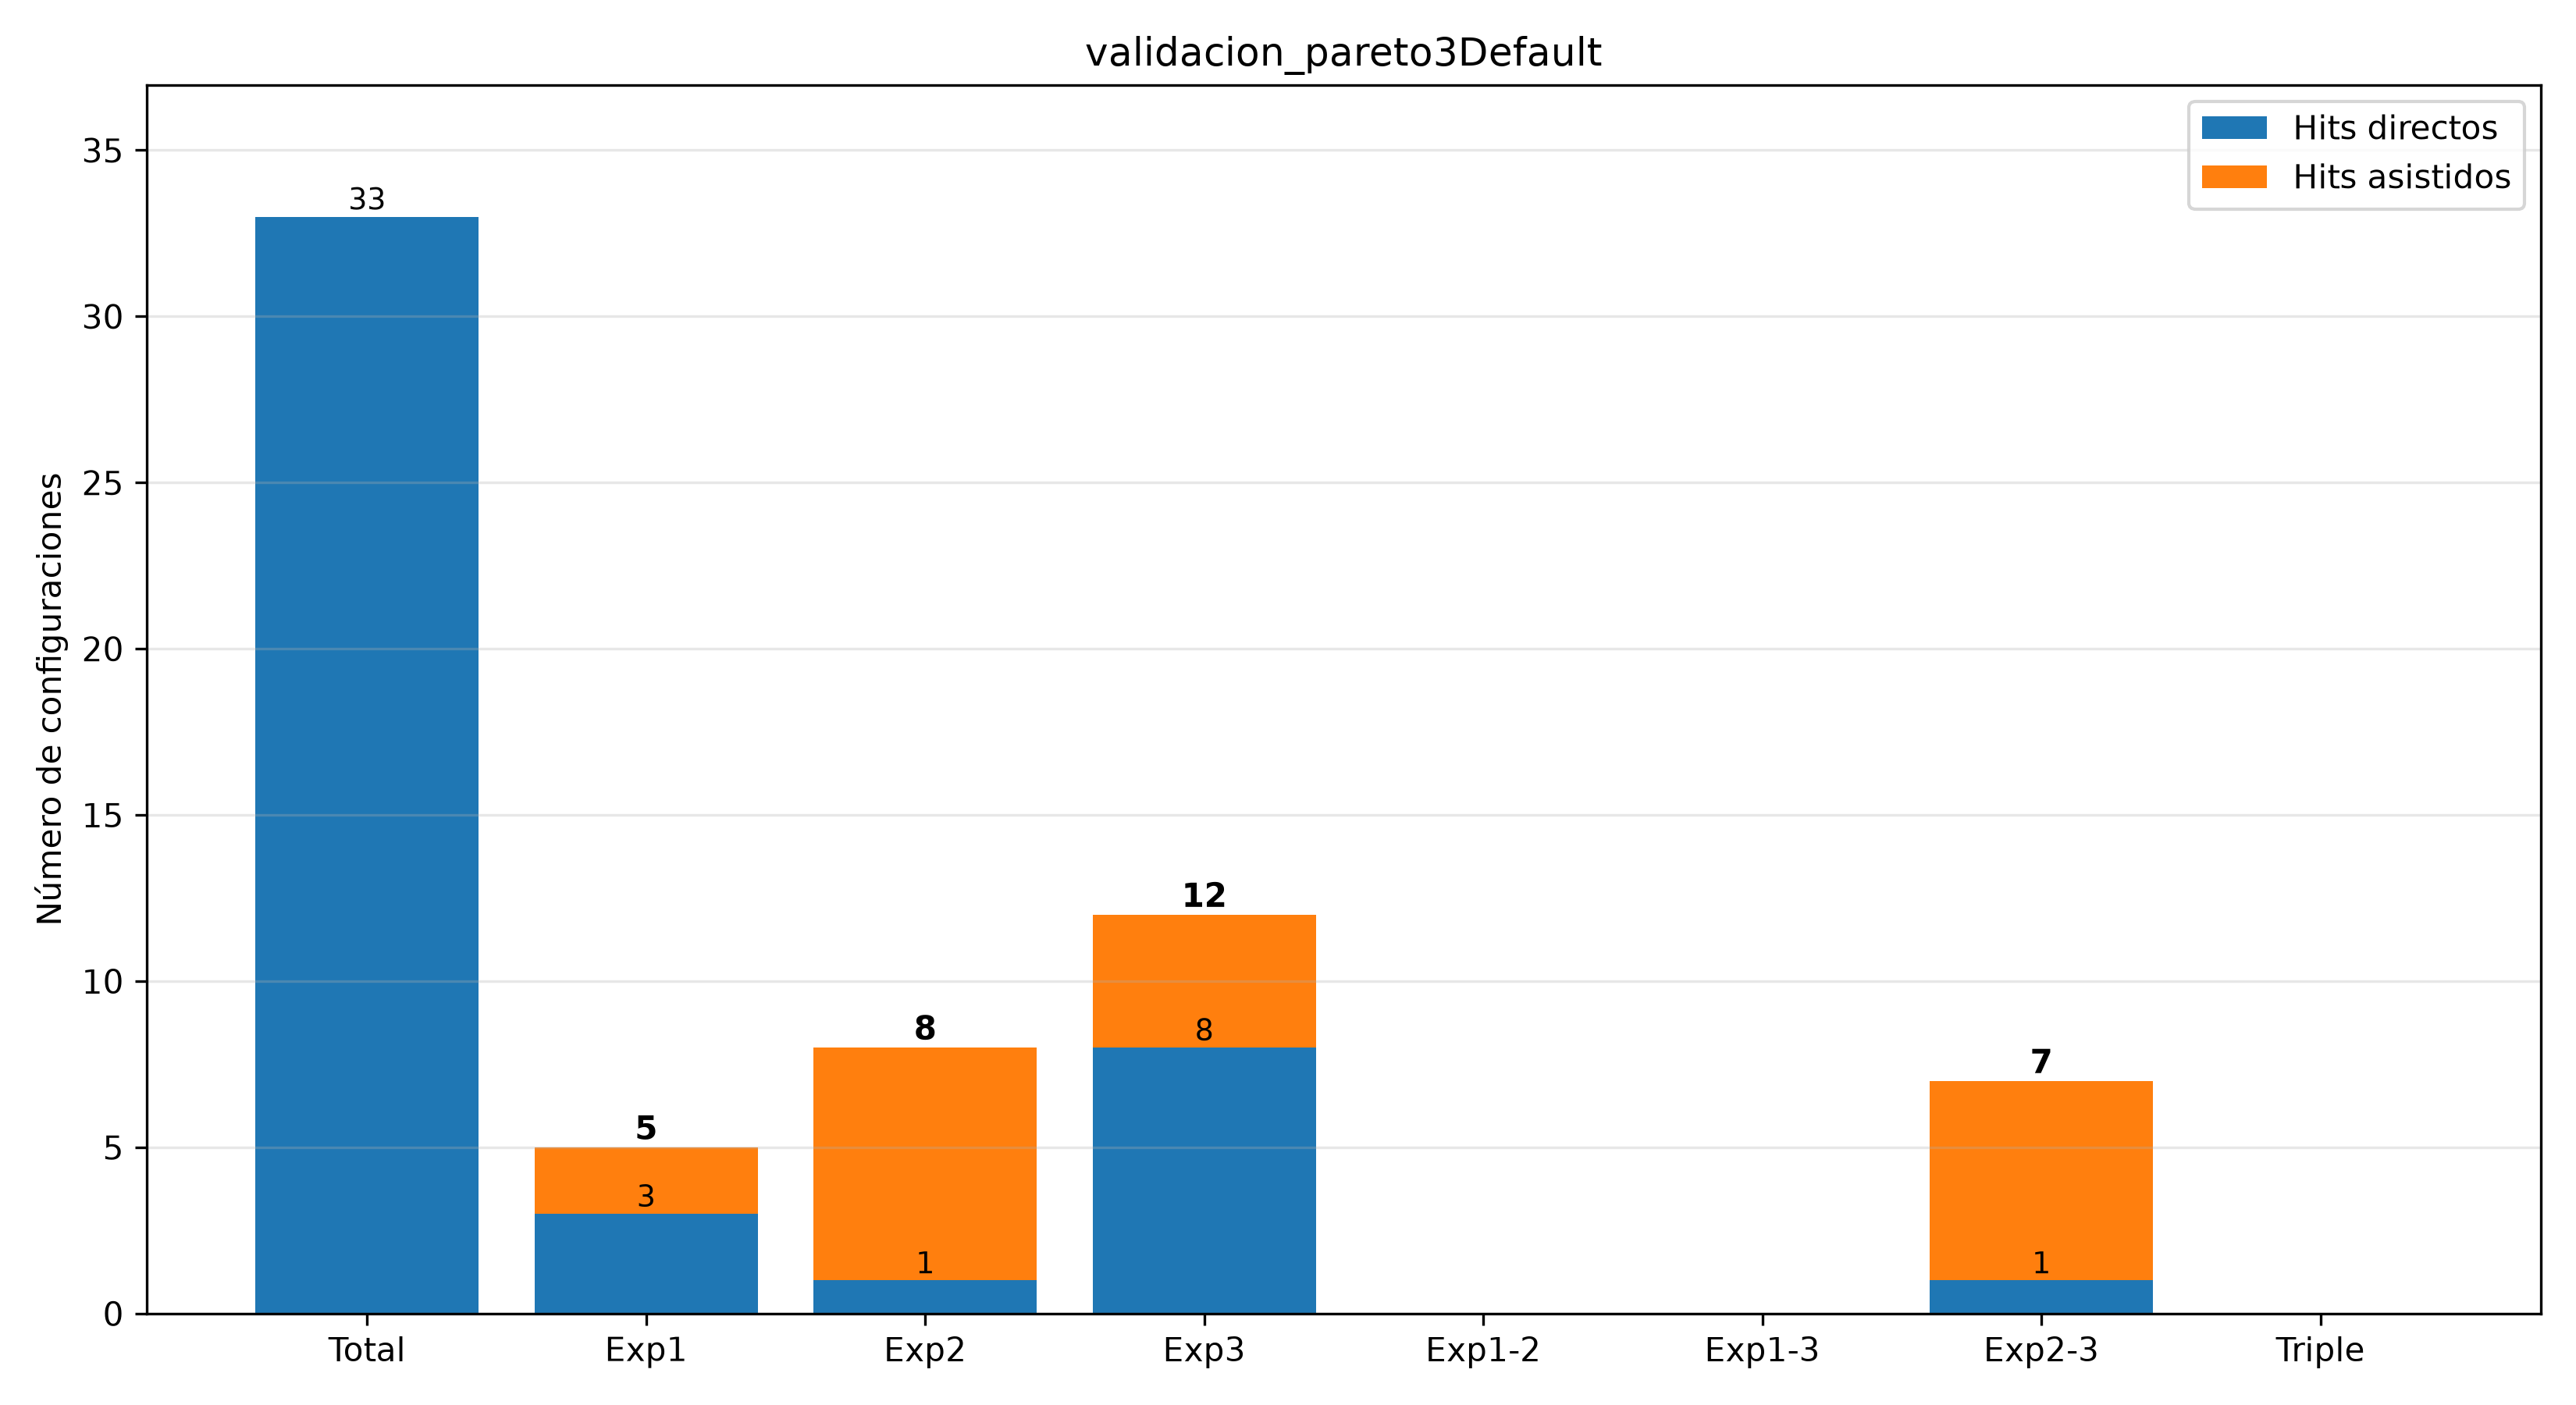 validacion_pareto3Default
Hits directos
Hits asistidos
Número de configuraciones
35
30
25
20
15
10
5
0
33
5
3
8
1
12
8
7
1
Total
Exp1
Exp2
Exp3
Exp1-2
Exp1-3
Exp2-3
Triple